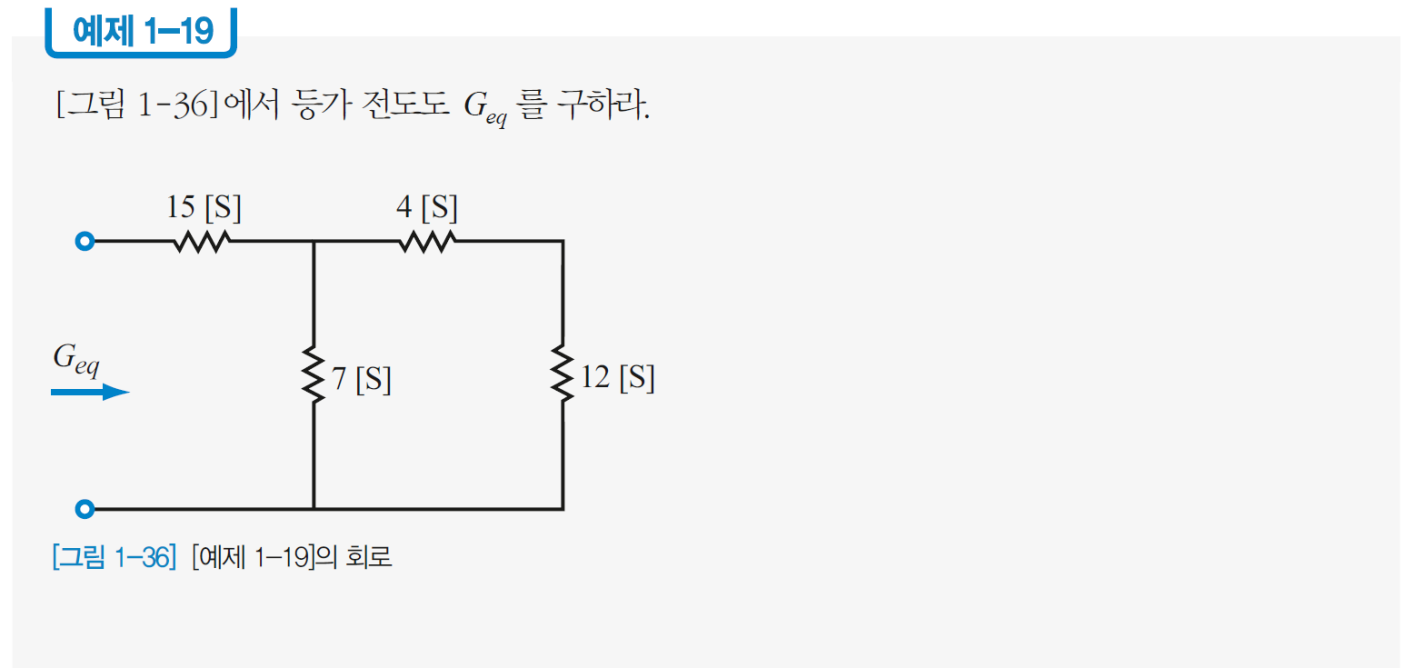 예제 1–19
[그림 1-36]에서 등가 전도도 Geq 를 구하라.
15 [S]
4 [S]
Geq
7 [S]
12 [S]
[그림 1–36] [예제 1–19]의 회로